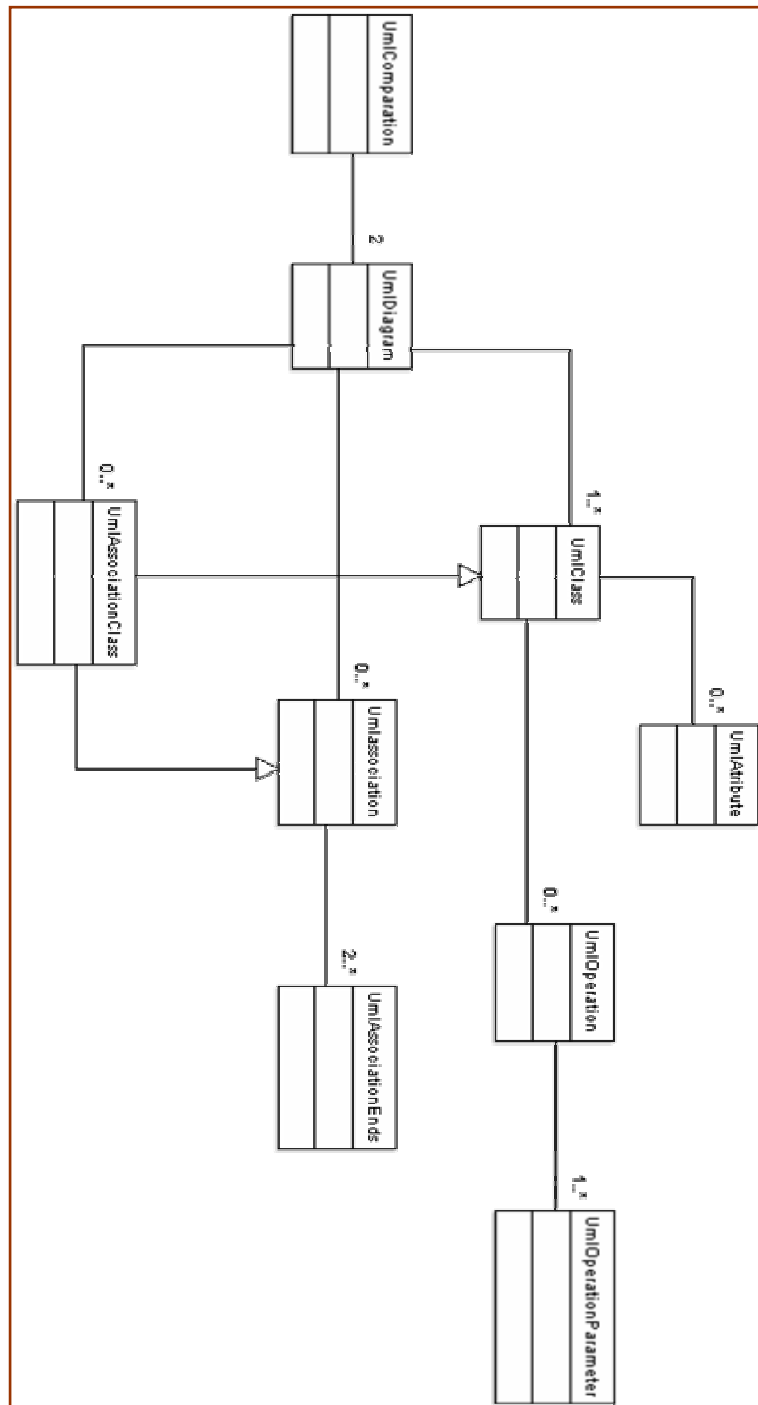 UmlAtribute
0..*
1..*
UmlClass
UmlOperation
0..*
UmlOperationParameter
1..*
UmlComparation
2
UmlDiagram
0..*
Umlassociation
2..*
UmlAssociationEnds
0..*
UmlAssociationClass